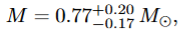 M = 0.77^{+0.20}_{-0.17} M_⊙,